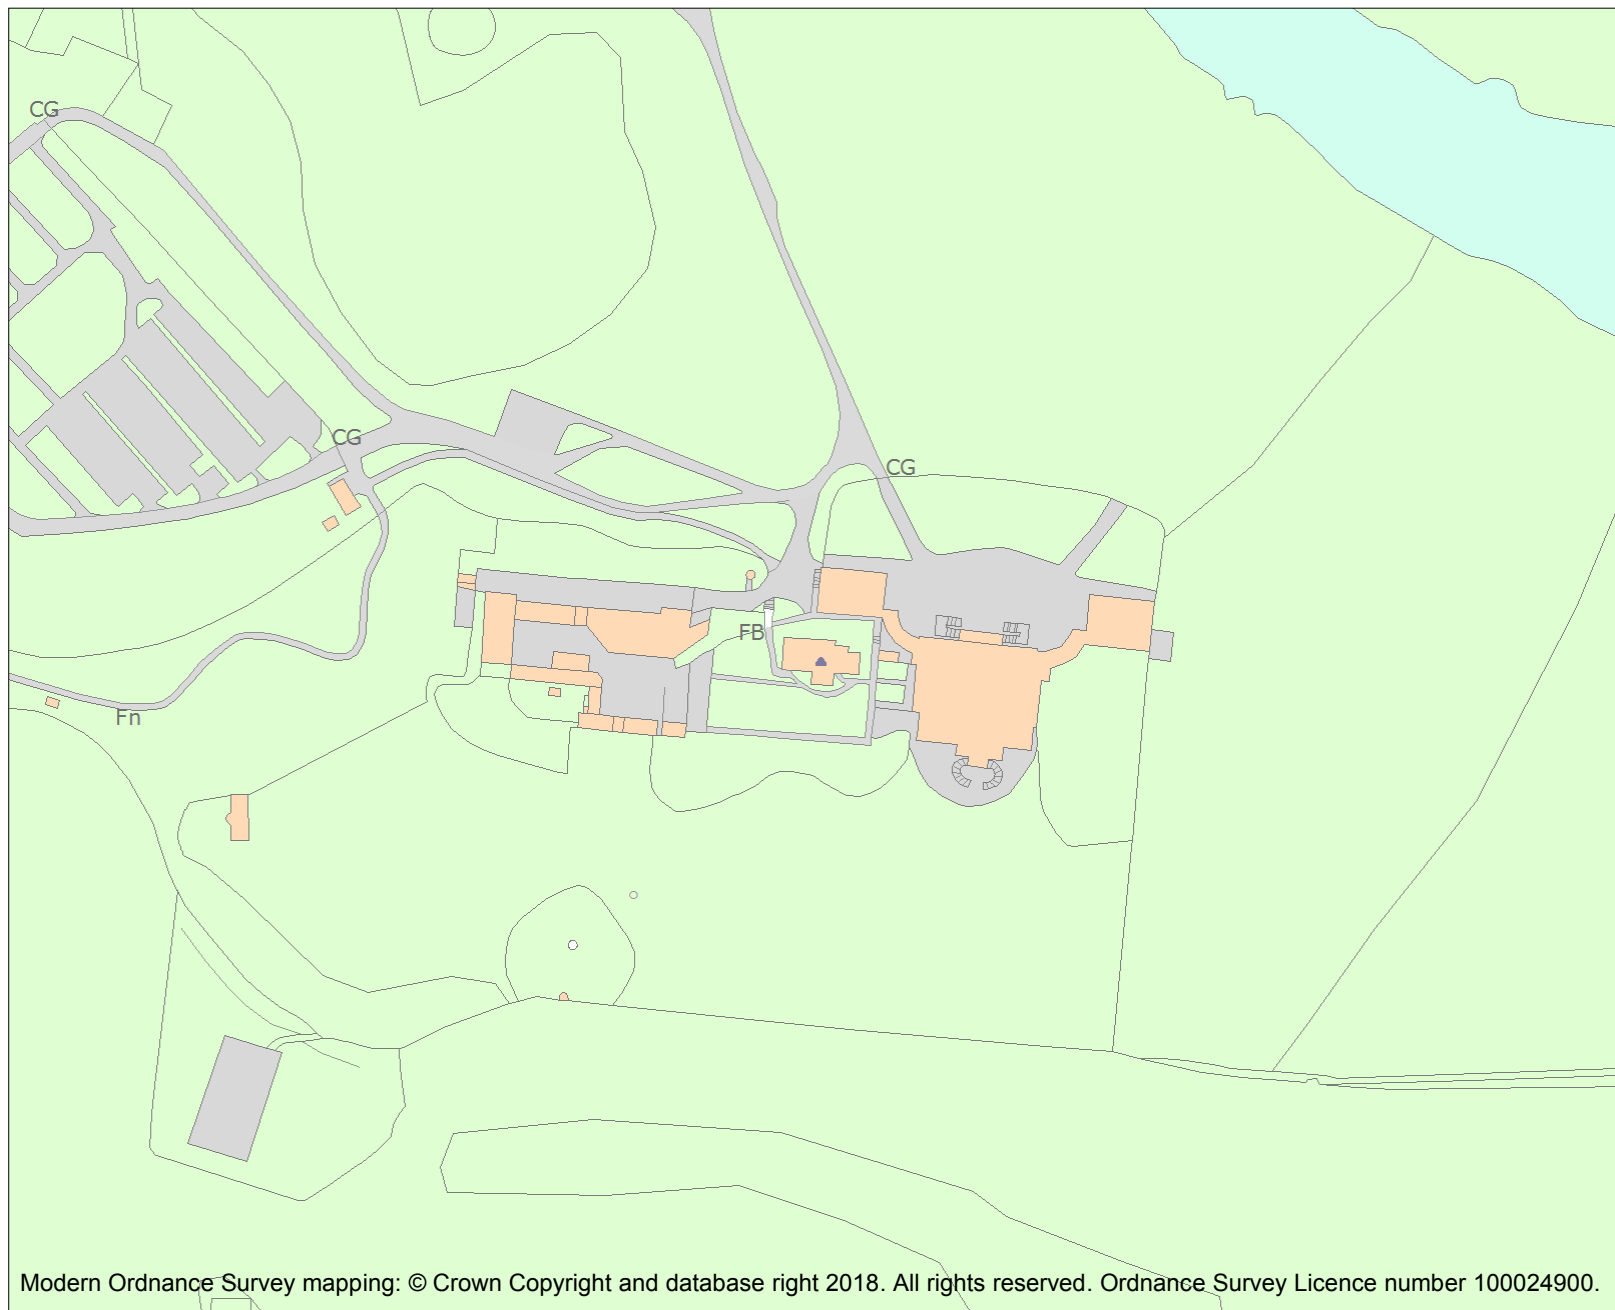 CG
CG
CG
FB
Fn
Modern Ordnance Survey mapping: © Crown Copyright and database right 2018. All rights reserved. Ordnance Survey Licence number 100024900.